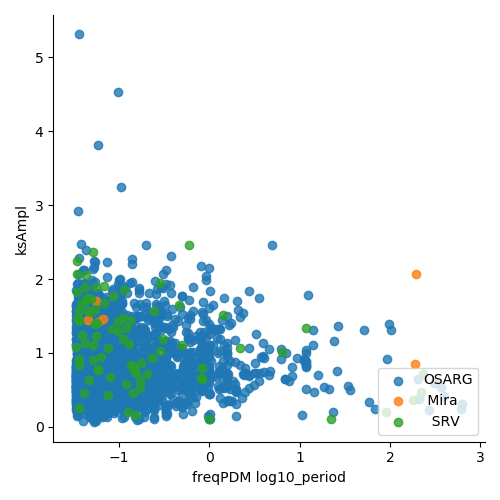 ksAmpl
5
4
3
2
1
0
OSARG
Mira
SRV
−1 0 1 2 3
freqPDM log10_period